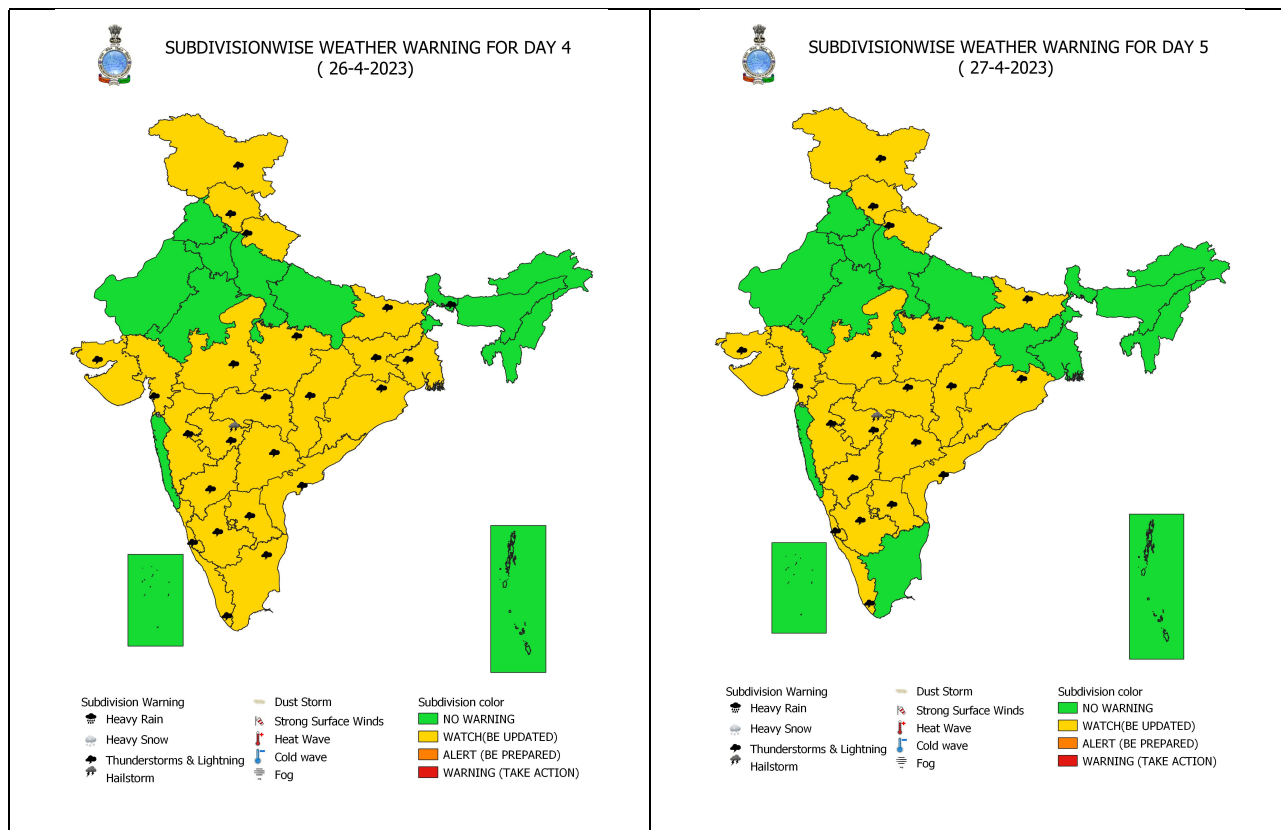 SUBDIVISIONWISE WEATHER WARNING FOR DAY 4
( 26-4-2023)
Subdivision Warning
Heavy Rain
Heavy Snow
Thunderstorms & Lightning
Hailstorm
Dust Storm
Strong Surface Winds
Heat Wave
Cold wave
Fog
Subdivision color
NO WARNING
WATCH(BE UPDATED)
ALERT (BE PREPARED)
WARNING (TAKE ACTION)
SUBDIVISIONWISE WEATHER WARNING FOR DAY 5
( 27-4-2023)
Subdivision Warning
Heavy Rain
Heavy Snow
Thunderstorms & Lightning
Hailstorm
Dust Storm
Strong Surface Winds
Heat Wave
Cold wave
Fog
Subdivision color
NO WARNING
WATCH(BE UPDATED)
ALERT (BE PREPARED)
WARNING (TAKE ACTION)